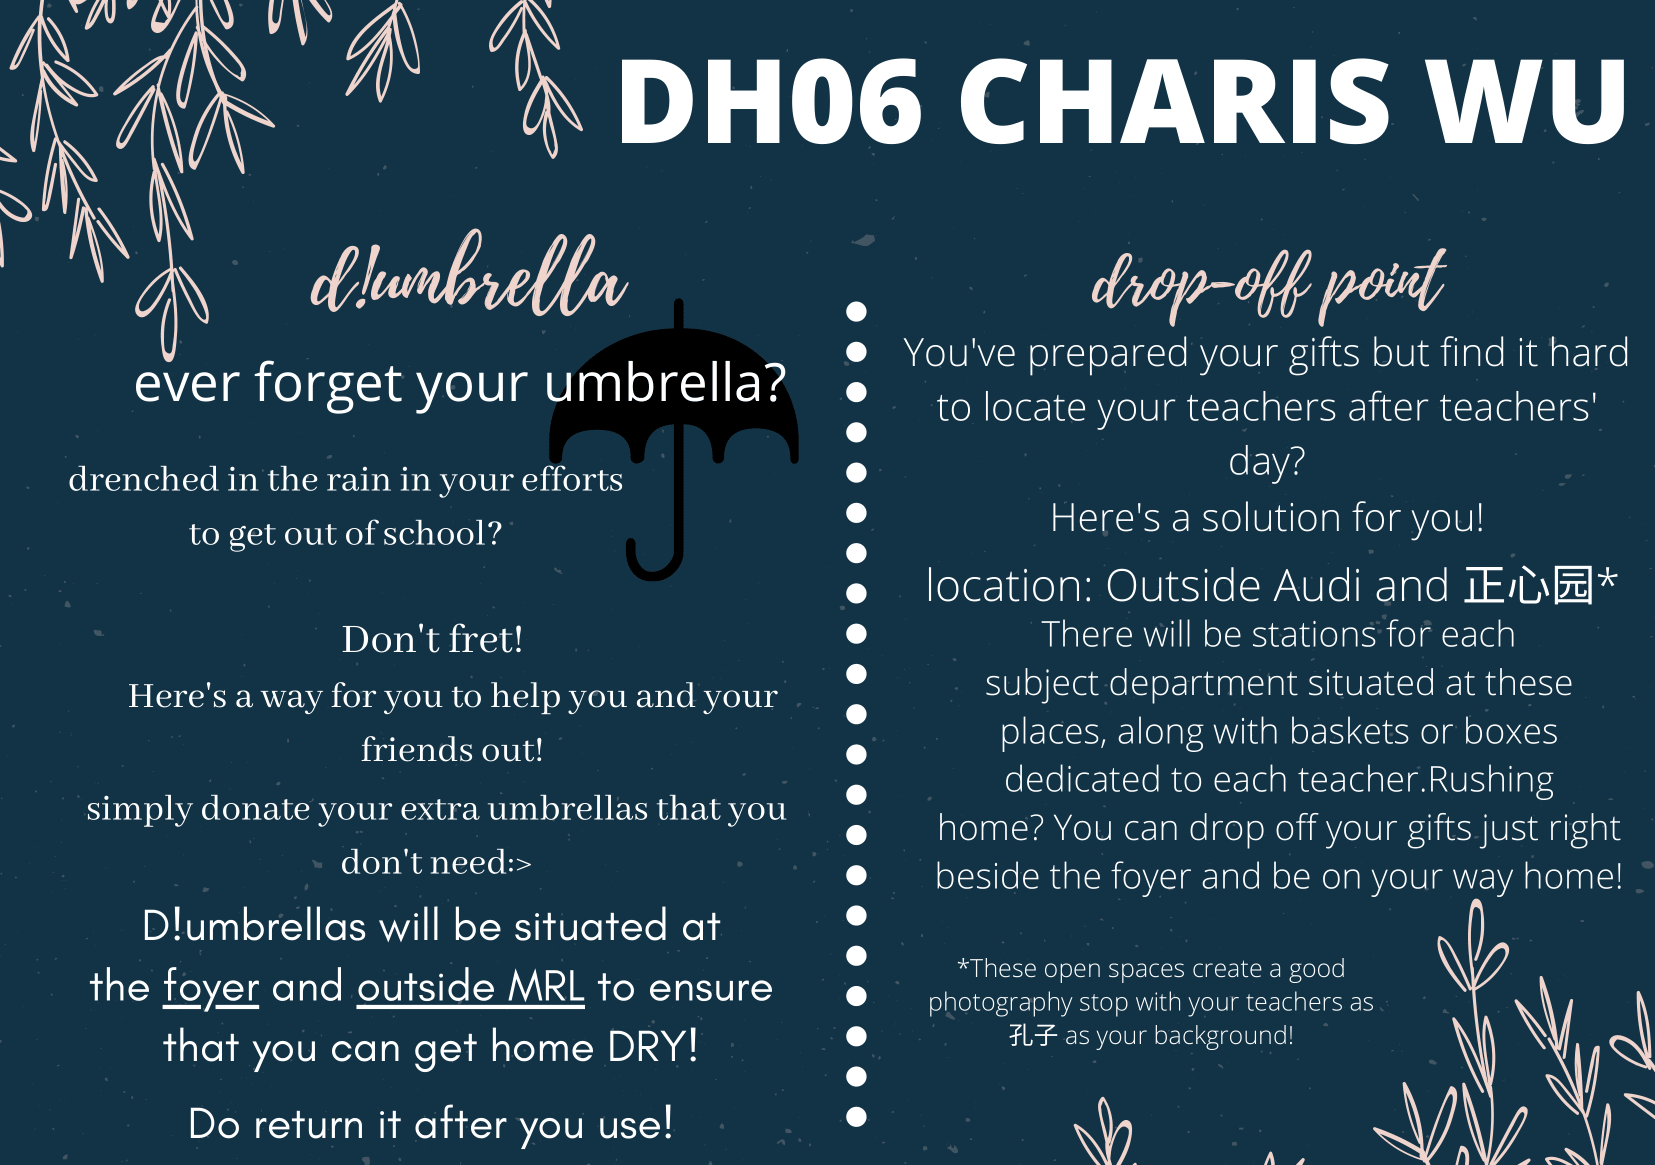 DH06 CHARIS WU
d!umbrella
ever forget your umbrella?
drenched in the rain in your efforts
to get out of school?
Don't fret!
Here's a way for you to help you and your
friends out!
simply donate your extra umbrellas that you
don't need:>
D!umbrellas will be situated at
the foyer and outside MRL to ensure
that you can get home DRY!
Do return it after you use!
drop-off point
You've prepared your gifts but find it hard
to locate your teachers after teachers'
day?
Here's a solution for you!
location: Outside Audi and 正心园*
There will be stations for each
subject department situated at these
places, along with baskets or boxes
dedicated to each teacher.Rushing
home? You can drop off your gifts just right
beside the foyer and be on your way home!
*These open spaces create a good
photography stop with your teachers as
孔子 as your background!